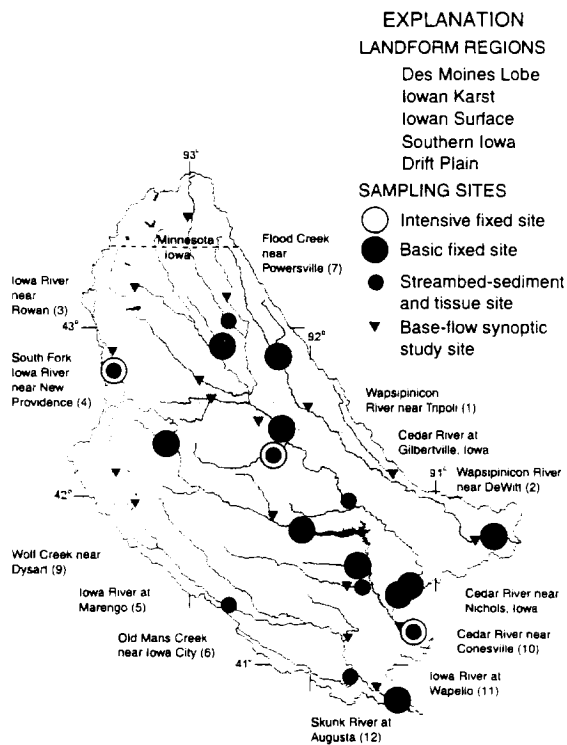 EXPLANATION
LANDFORM REGIONS
Des Moines Lobe
Iowan Karst
Iowan Surface
Southern Iowa
Drift Plain
SAMPLING SITES
Intensive fixed site
Basic fixed site
Streambed-sediment
and tissue site
Base-flow synoptic
study site
93°
Minnesota
Iowa
Flood Creek
near
Powersville (7)
Iowa River
near
Rowan (3)
43°
92°
South Fork
Iowa River
near New
Providence (4)
Wapsipinicon
River near Tripoli (1)
Cedar River at
Gilbertville, Iowa
91°
Wapsipinicon River
near DeWitt (2)
42°
Wolf Creek near
Dysart (9)
Iowa River at
Marengo (5)
Old Mans Creek
near Iowa City (6)
Cedar River near
Nichols, Iowa
Cedar River near
Conesville (10)
41°
Iowa River at
Wapello (11)
Skunk River at
Augusta (12)